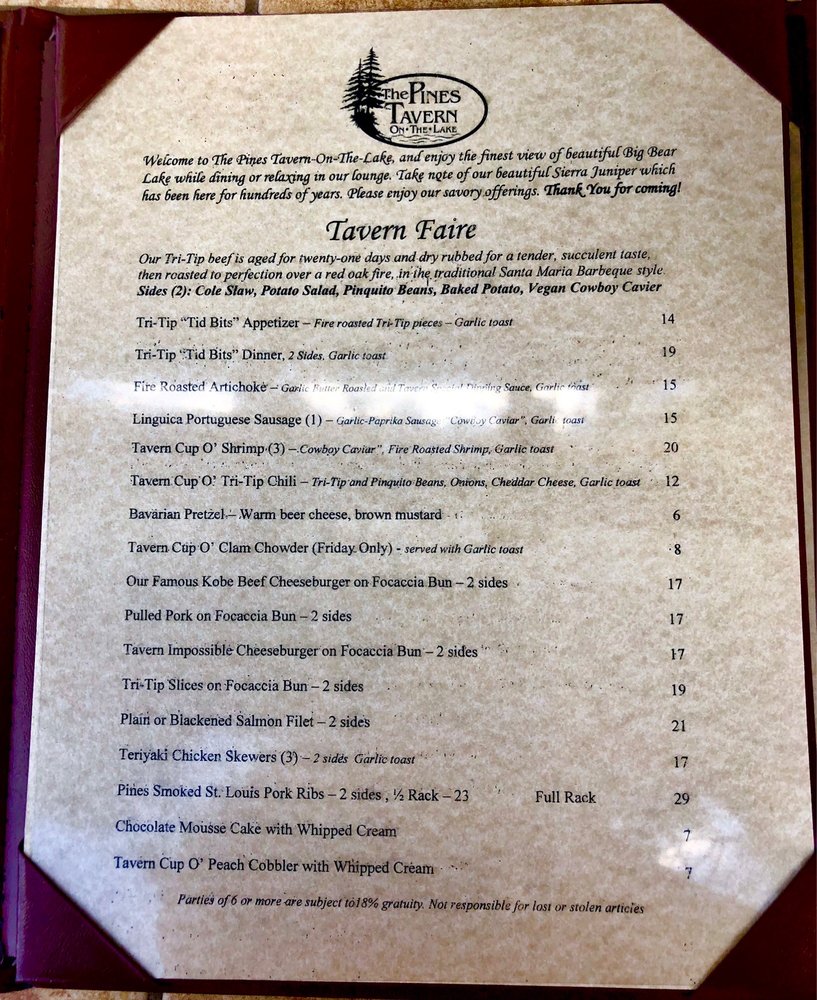 The PINES
TAVERN
ON•THE•LAKE
Welcome to The Pines Tavern-On-The-Lake, and enjoy the finest view of beautiful Big Bear
Lake while dining or relaxing in our lounge. Take note of our beautiful Sierra Juniper which
has been here for hundreds of years. Please enjoy our savory offerings. Thank You for coming!
Tavern Faire
Our Tri-Tip beef is aged for twenty-one days and dry rubbed for a tender, succulent taste,
then roasted to perfection over a red oak fire, in the traditional Santa Maria Barbeque style
Sides (2): Cole Slaw, Potato Salad, Pinquito Beans, Baked Potato, Vegan Cowboy Cavier
Tri-Tip "Tid Bits" Appetizer – Fire roasted Tri-Tip pieces – Garlic toast 14
Tri-Tip "Tid Bits" Dinner, 2 Sides, Garlic toast 19
Fire Roasted Artichoke – Garlic Butter Roasted and Tavern Special Sauce, Garlic toast 15
Linguica Portuguese Sausage (1) – Garlic-Paprika Sausage "Cowboy Caviar", Garlic toast 15
Tavern Cup O' Shrimp (3) – Cowboy Caviar", Fire Roasted Shrimp, Garlic toast 20
Tavern Cup O' Tri-Tip Chili – Tri-Tip and Pinquito Beans, Onions, Cheddar Cheese, Garlic toast 12
Bavarian Pretzel – Warm beer cheese, brown mustard 6
Tavern Cup O' Clam Chowder (Friday Only) - served with Garlic toast 8
Our Famous Kobe Beef Cheeseburger on Focaccia Bun – 2 sides 17
Pulled Pork on Focaccia Bun – 2 sides 17
Tavern Impossible Cheeseburger on Focaccia Bun – 2 sides 17
Tri-Tip Slices on Focaccia Bun – 2 sides 19
Plain or Blackened Salmon Filet – 2 sides 21
Teriyaki Chicken Skewers (3) – 2 sides Garlic toast 17
Pines Smoked St. Louis Pork Ribs – 2 sides , ½ Rack – 23 Full Rack 29
Chocolate Mousse Cake with Whipped Cream 7
Tavern Cup O' Peach Cobbler with Whipped Cream 7
Parties of 6 or more are subject to18% gratuity. Not responsible for lost or stolen articles